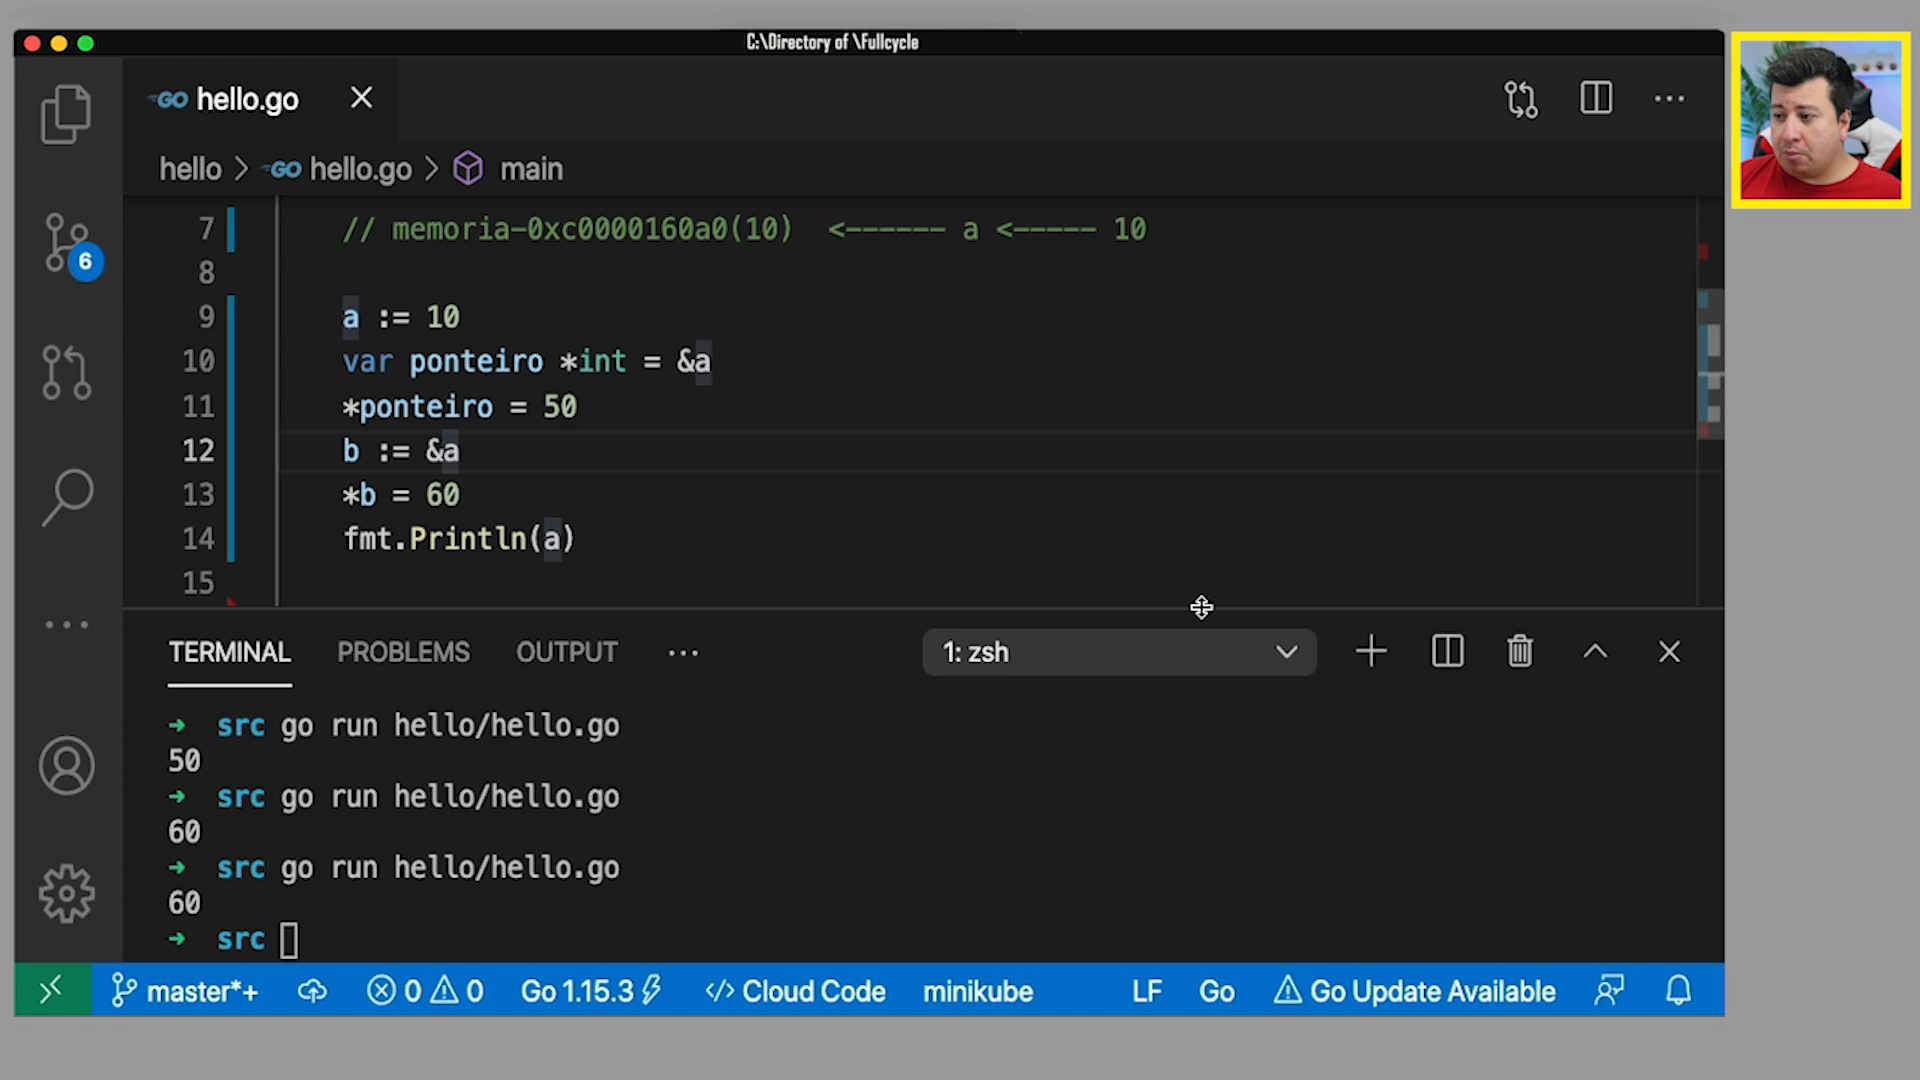 C:\Directory of \Fullcycle
GO hello.go
hello > GO hello.go > main
7 // memoria-0xc0000160a0(10) <------ a <----- 10
8
9 a := 10
10 var ponteiro *int = &a
11 *ponteiro = 50
12 b := &a
13 *b = 60
14 fmt.Println(a)
15
6
TERMINAL PROBLEMS OUTPUT ... 1: zsh
→ src go run hello/hello.go
50
→ src go run hello/hello.go
60
→ src go run hello/hello.go
60
→ src
master*+ 0 0 Go 1.15.3 </> Cloud Code minikube LF Go Go Update Available